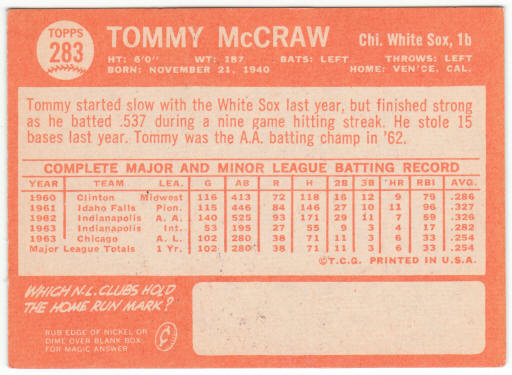 TOPPS
283
TOMMY McCRAW
Chi. White Sox, 1b
HT: 6'0" WT: 187 BATS: LEFT THROWS: LEFT
BORN: NOVEMBER 21, 1940 HOME: VEN'CE, CAL.
Tommy started slow with the White Sox last year, but finished strong
as he batted .537 during a nine game hitting streak. He stole 15
bases last year. Tommy was the A.A. batting champ in '62.
COMPLETE MAJOR AND MINOR LEAGUE BATTING RECORD
YEAR TEAM LEA. G AB R H 2B 3B HR RBI AVG.
1960 Clinton Midwest 116 413 72 118 16 12 9 79 .286
1961 Idaho Falls Pion. 115 446 84 146 27 10 11 96 .327
1962 Indianapolis A. A. 140 525 93 171 29 11 7 59 .326
1963 Indianapolis Int. 53 195 27 55 9 3 4 17 .282
1963 Chicago A. L. 102 280 38 71 11 3 6 33 .254
Major League Totals 1 Yr. 102 280 38 71 11 3 6 33 .254
©T.C.G. PRINTED IN U.S.A.
WHICH N.L. CLUBS HOLD
THE HOME RUN MARK?
RUB EDGE OF NICKEL OR
DIME OVER BLANK BOX
FOR MAGIC ANSWER